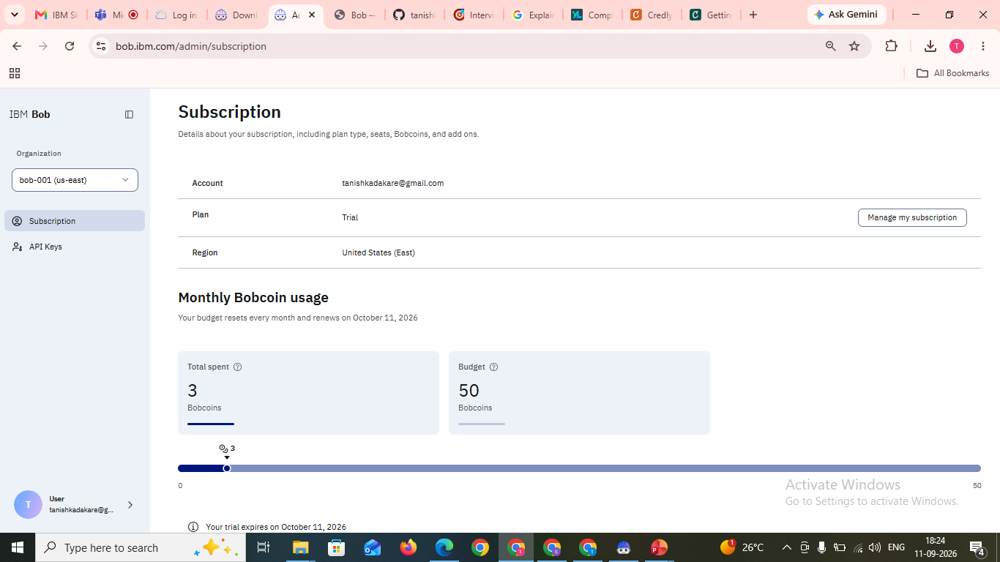 IBM Sk
Mi
Log in
Downl
Ac
Bob —
tanish
Intervi
Explai
Compl
Credly
Gettin
Ask Gemini
bob.ibm.com/admin/subscription
T
All Bookmarks
IBM Bob
Organization
bob-001 (us-east)
Subscription
API Keys
Subscription
Details about your subscription, including plan type, seats, Bobcoins, and add ons.
Account
tanishkadakare@gmail.com
Plan
Trial
Manage my subscription
Region
United States (East)
Monthly Bobcoin usage
Your budget resets every month and renews on October 11, 2026
Total spent
3
Bobcoins
Budget
50
Bobcoins
3
0
50
Your trial expires on October 11, 2026
T
User
tanishkadakare@g...
Activate Windows
Go to Settings to activate Windows.
Type here to search
1
26°C
ENG
18:24
11-09-2026
4